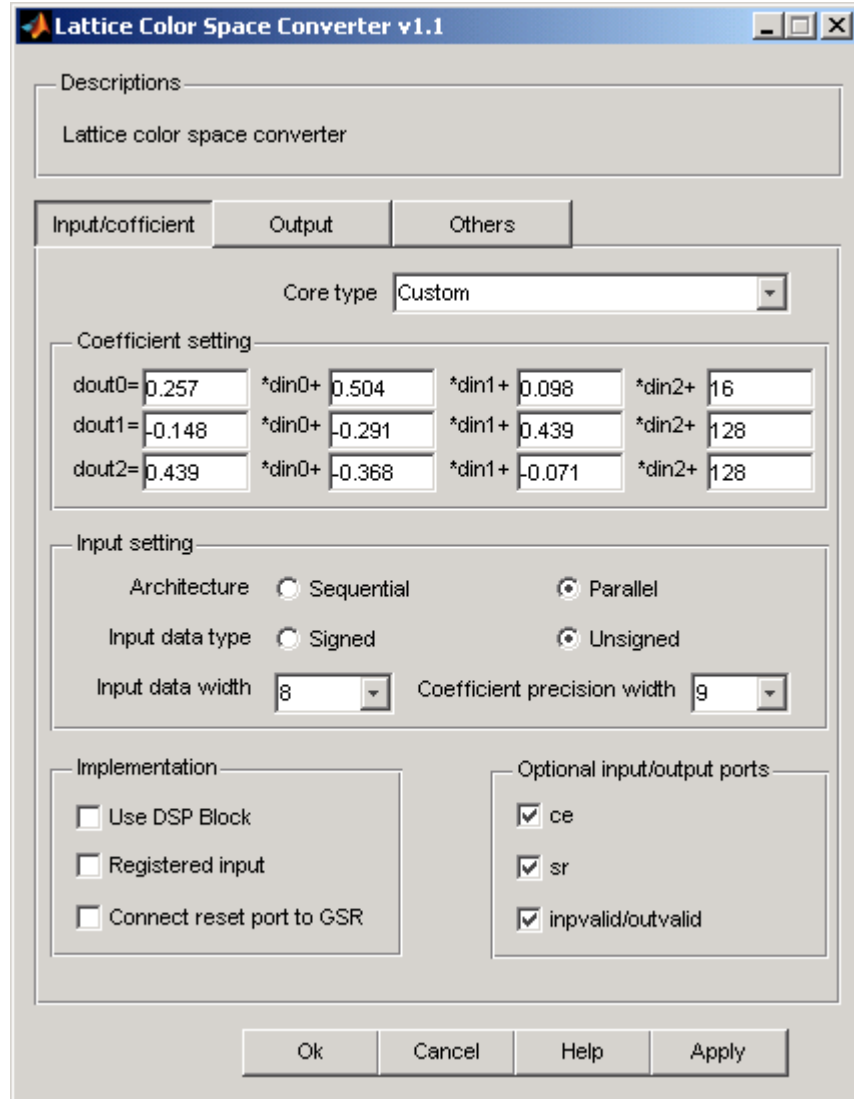 Lattice Color Space Converter v1.1
Descriptions
Lattice color space converter
Input/cofficient Output Others
Core type Custom
Coefficient setting
dout0= 0.257 *din0+ 0.504 *din1+ 0.098 *din2+ 16
dout1= -0.148 *din0+ -0.291 *din1+ 0.439 *din2+ 128
dout2= 0.439 *din0+ -0.368 *din1+ -0.071 *din2+ 128
Input setting
Architecture Sequential Parallel
Input data type Signed Unsigned
Input data width 8 Coefficient precision width 9
Implementation Optional input/output ports
Use DSP Block ce
Registered input sr
Connect reset port to GSR inpvalid/outvalid
Ok Cancel Help Apply